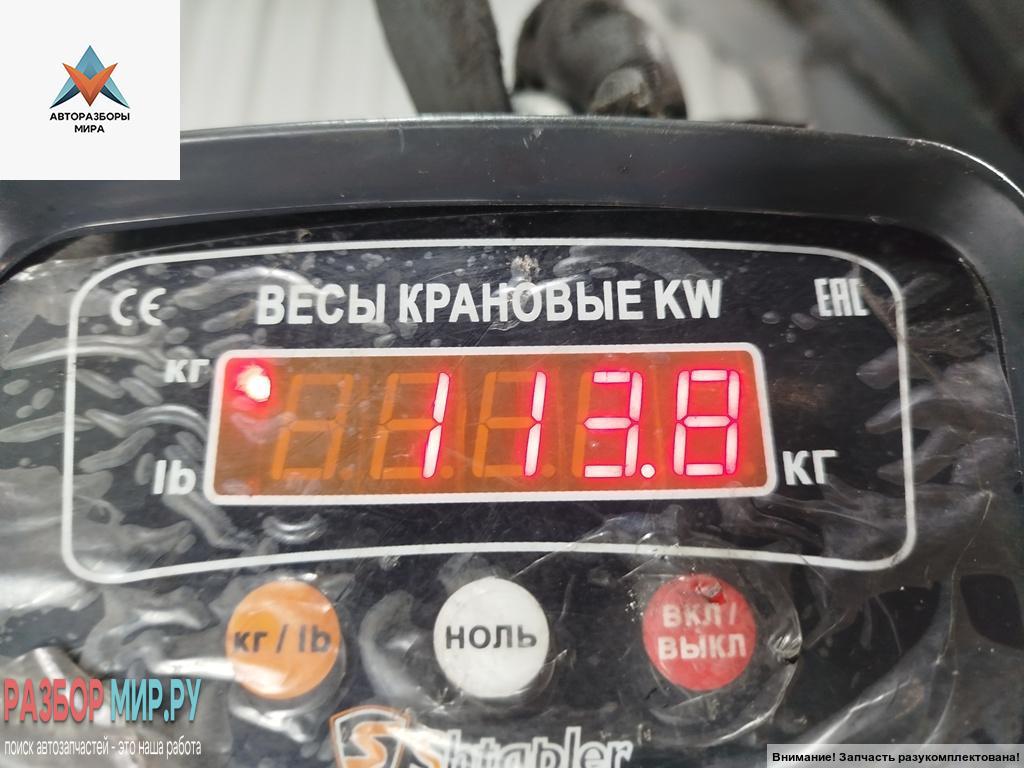 АВТОРАЗБОРЫ
МИРА
CE
ВЕСЫ КРАНОВЫЕ KW
EAC
кг
113.8
lb
КГ
кг / lb
НОЛЬ
ВКЛ /
ВЫКЛ
РАЗБОР МИР.РУ
поиск автозапчастей - это наша работа
Shtapler
Внимание! Запчасть разукомплектована!